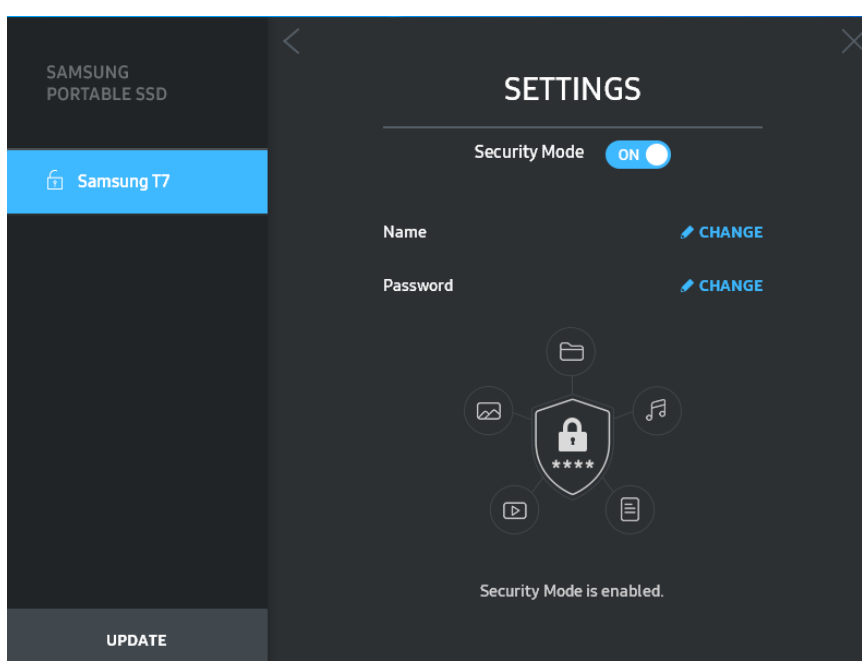 SAMSUNG
PORTABLE SSD
Samsung T7
UPDATE
SETTINGS
Security Mode ON
Name CHANGE
Password CHANGE
****
Security Mode is enabled.